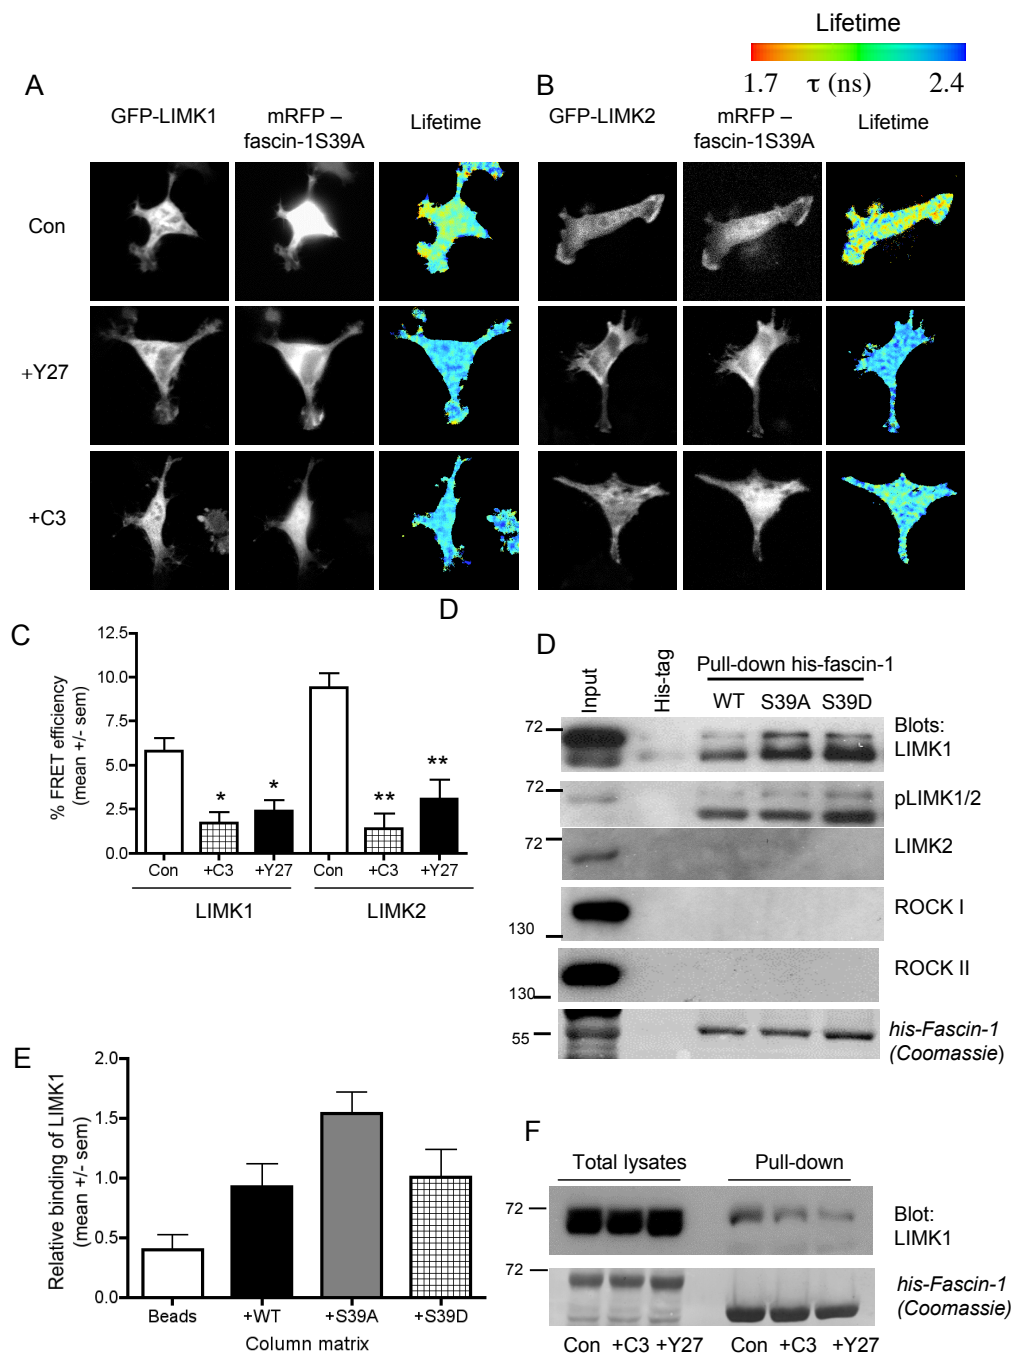 Lifetime
1.7 τ (ns) 2.4
A
GFP-LIMK1
mRFP –
fascin-1S39A
Lifetime
B
GFP-LIMK2
mRFP –
fascin-1S39A
Lifetime
Con
+Y27
+C3
D
C
% FRET efficiency
(mean +/- sem)
12.5
10.0
7.5
5.0
2.5
0.0
* * ** **
Con +C3 +Y27 Con +C3 +Y27
LIMK1 LIMK2
D
Input
His-tag
Pull-down his-fascin-1
WT S39A S39D
Blots:
72
LIMK1
72
pLIMK1/2
72
LIMK2
ROCK I
130
ROCK II
130
55
his-Fascin-1
(Coomassie)
E
Relative binding of LIMK1
(mean +/- sem)
2.0
1.5
1.0
0.5
0.0
Beads +WT +S39A +S39D
Column matrix
F
Total lysates Pull-down
72
Blot:
LIMK1
72
his-Fascin-1
(Coomassie)
Con +C3 +Y27 Con +C3 +Y27